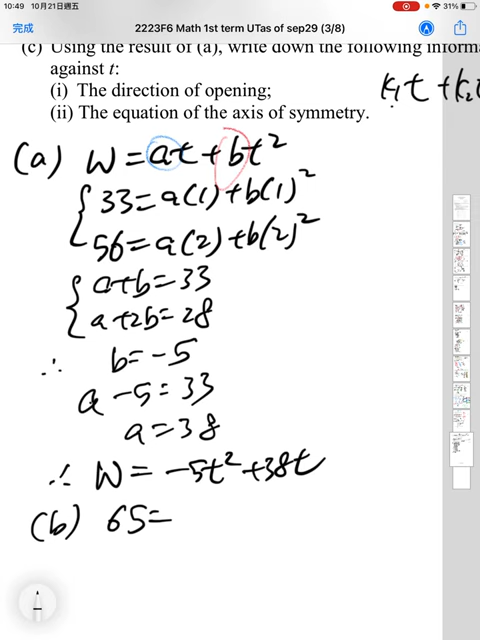 10:49 10月21日週五
31%
完成
2223F6 Math 1st term UTas of sep29 (3/8)
(c) Using the result of (a), write down the following inform
against t:
(i) The direction of opening;
(ii) The equation of the axis of symmetry.
k₁t + k₂
(a) W = at + bt²
33 = a(1) + b(1)²
56 = a(2) + b(2)²
a+b = 33
a+2b = 28
∴ b = -5
a - 5 = 33
a = 38
∴ W = -5t² + 38t
(b) 65 =